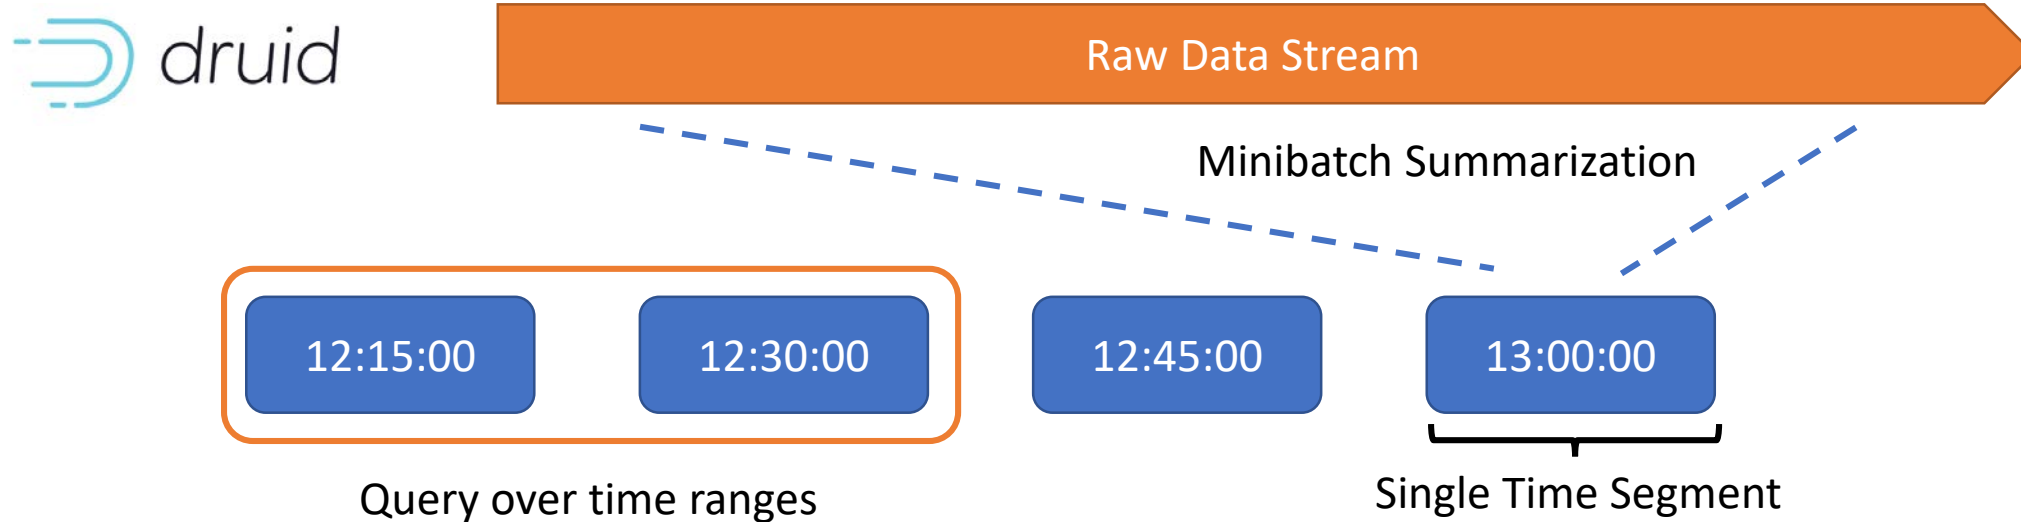 druid
Raw Data Stream
Minibatch Summarization
12:15:00
12:30:00
12:45:00
13:00:00
Query over time ranges
Single Time Segment